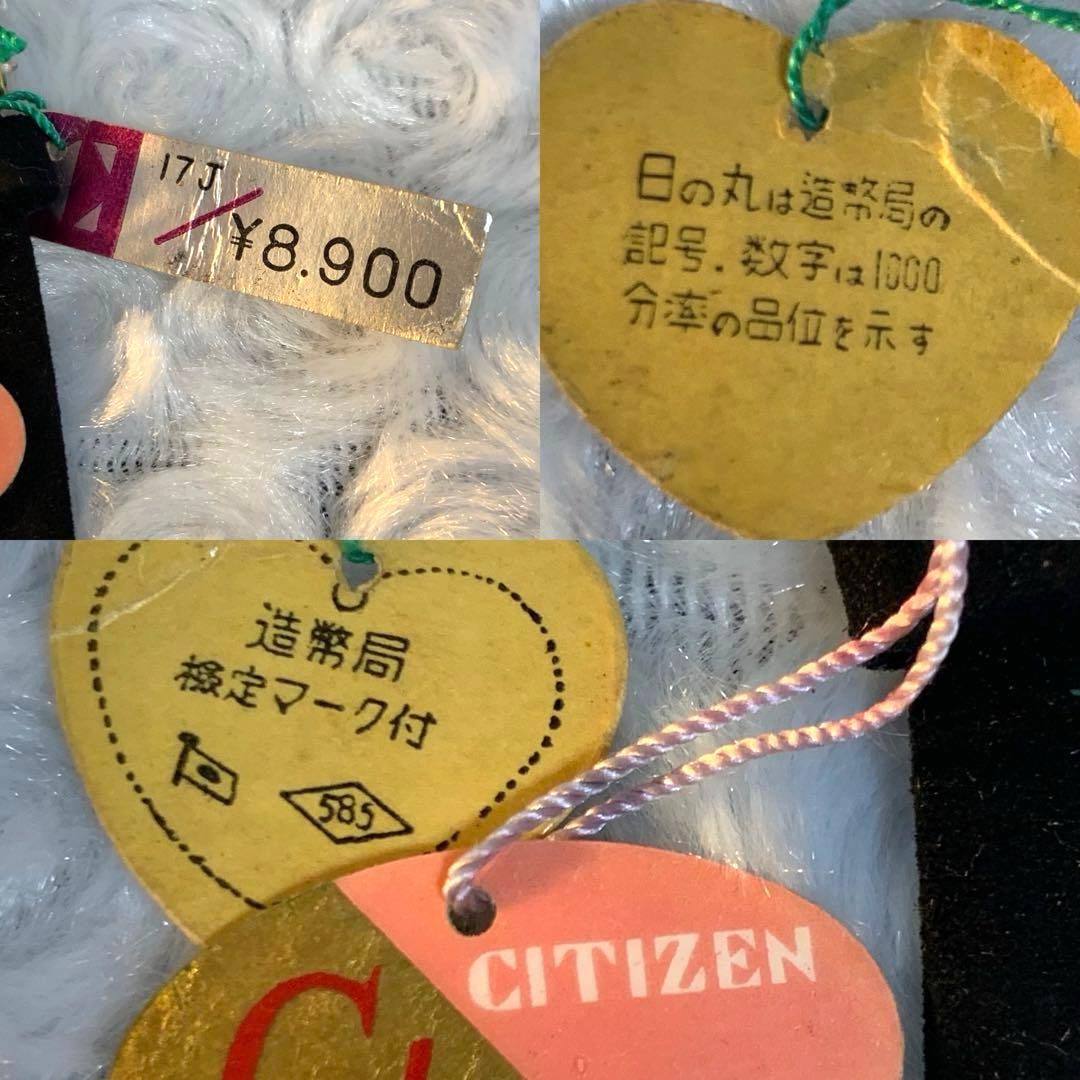 17J
¥8.900
日の丸は造幣局の
記号.数字は1000
分率の品位を示す
造幣局
檢定マーク付
585
CITIZEN
C